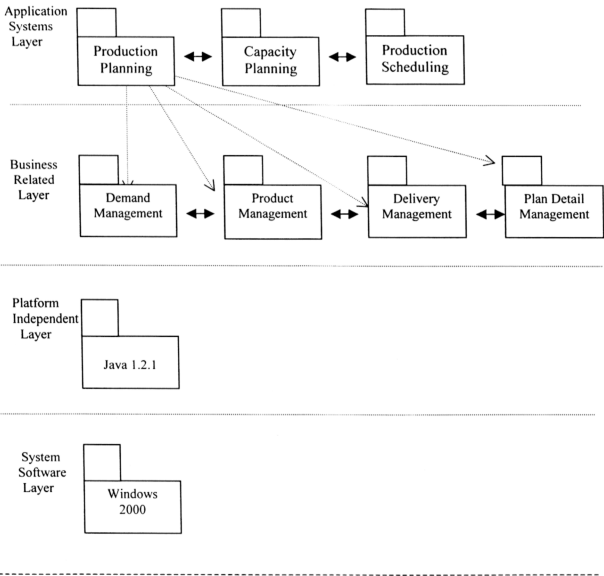 Application
Systems
Layer
Production
Planning
Capacity
Planning
Production
Scheduling
Business
Related
Layer
Demand
Management
Product
Management
Delivery
Management
Plan Detail
Management
Platform
Independent
Layer
Java 1.2.1
System
Software
Layer
Windows
2000